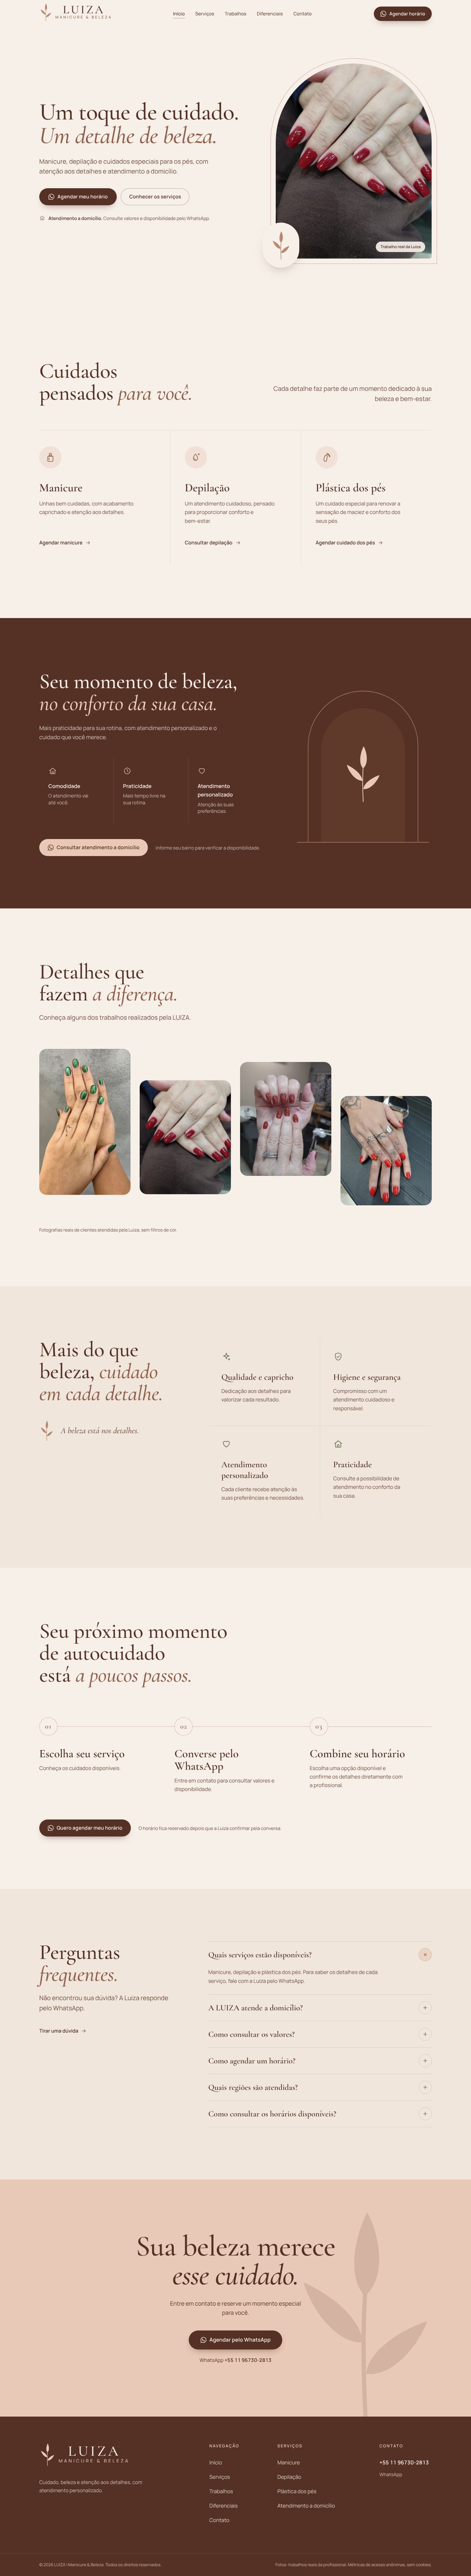 LUIZA
MANICURE & BELEZA
Início
Serviços
Trabalhos
Diferenciais
Contato
Agendar horário
Um toque de cuidado.
Um detalhe de beleza.
Manicure, depilação e cuidados especiais para os pés, com
atenção aos detalhes e atendimento a domicílio.
Agendar meu horário
Conhecer os serviços
Atendimento a domicílio. Consulte valores e disponibilidade pelo WhatsApp.
Trabalho real da Luiza
Cuidados
pensados para você.
Cada detalhe faz parte de um momento dedicado à sua
beleza e bem-estar.
Manicure
Unhas bem cuidadas, com acabamento
caprichado e atenção aos detalhes.
Agendar manicure →
Depilação
Um atendimento cuidadoso, pensado
para proporcionar conforto e
bem-estar.
Consultar depilação →
Plástica dos pés
Um cuidado especial para renovar a
sensação de maciez e conforto dos
seus pés.
Agendar cuidado dos pés →
Seu momento de beleza,
no conforto da sua casa.
Mais praticidade para sua rotina, com atendimento personalizado e o
cuidado que você merece.
Comodidade
O atendimento vai
até você.
Praticidade
Mais tempo livre na
sua rotina.
Atendimento
personalizado
Atenção às suas
preferências.
Consultar atendimento a domicílio
Informe seu bairro para verificar a disponibilidade.
Detalhes que
fazem a diferença.
Conheça alguns dos trabalhos realizados pela LUIZA.
Fotografias reais de clientes atendidas pela Luiza, sem filtros de cor.
Mais do que
beleza, cuidado
em cada detalhe.
A beleza está nos detalhes.
Qualidade e capricho
Dedicação aos detalhes para
valorizar cada resultado.
Higiene e segurança
Compromisso com um
atendimento cuidadoso e
responsável.
Atendimento
personalizado
Cada cliente recebe atenção às
suas preferências e necessidades.
Praticidade
Consulte a possibilidade de
atendimento no conforto da
sua casa.
Seu próximo momento
de autocuidado
está a poucos passos.
01
02
03
Escolha seu serviço
Conheça os cuidados disponíveis.
Converse pelo
WhatsApp
Entre em contato para consultar valores e
disponibilidade.
Combine seu horário
Escolha uma opção disponível e
confirme os detalhes diretamente com
a profissional.
Quero agendar meu horário
O horário fica reservado depois que a Luiza confirmar pela conversa.
Perguntas
frequentes.
Não encontrou sua dúvida? A Luiza responde
pelo WhatsApp.
Tirar uma dúvida →
Quais serviços estão disponíveis?
Manicure, depilação e plástica dos pés. Para saber os detalhes de cada
serviço, fale com a Luiza pelo WhatsApp.
A LUIZA atende a domicílio?
Como consultar os valores?
Como agendar um horário?
Quais regiões são atendidas?
Como consultar os horários disponíveis?
Sua beleza merece
esse cuidado.
Entre em contato e reserve um momento especial
para você.
Agendar pelo WhatsApp
WhatsApp +55 11 96730-2813
LUIZA
MANICURE & BELEZA
Cuidado, beleza e atenção aos detalhes, com
atendimento personalizado.
NAVEGAÇÃO
Início
Serviços
Trabalhos
Diferenciais
Contato
SERVIÇOS
Manicure
Depilação
Plástica dos pés
Atendimento a domicílio
CONTATO
+55 11 96730-2813
WhatsApp
© 2026 LUIZA | Manicure & Beleza. Todos os direitos reservados.
Fotos: trabalhos reais da profissional. Métricas de acesso anônimas, sem cookies.